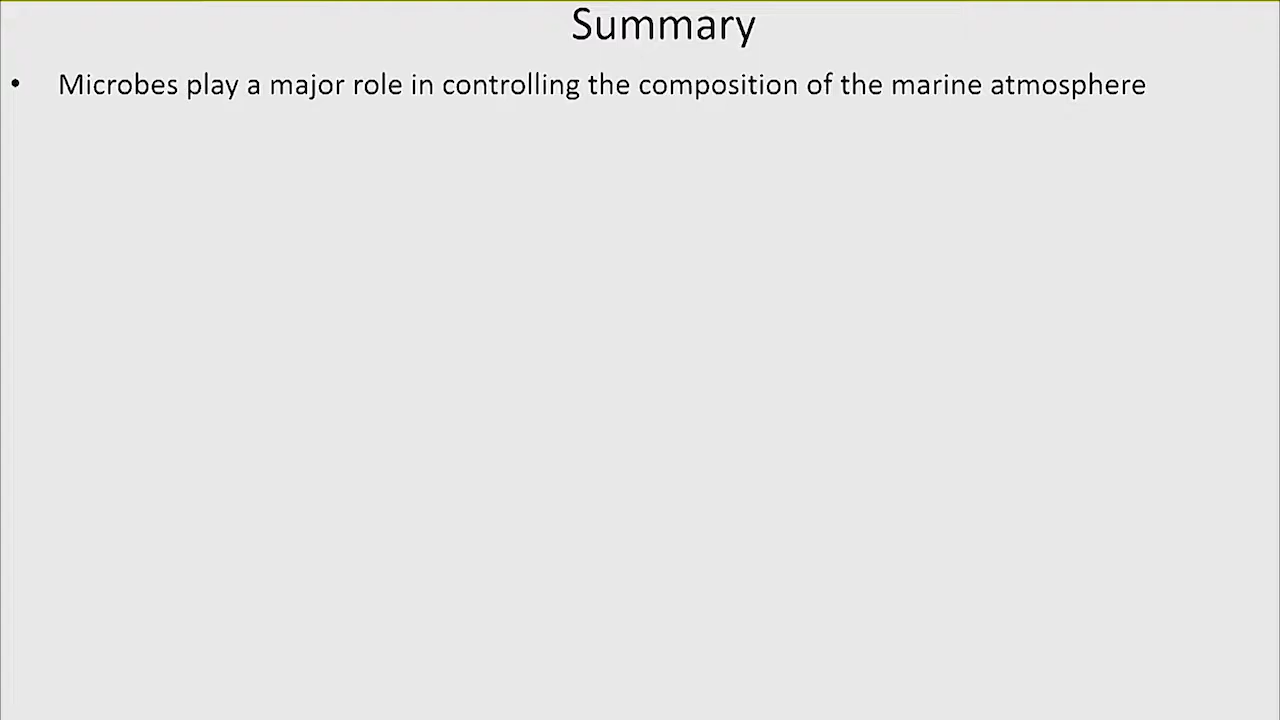 Summary
• Microbes play a major role in controlling the composition of the marine atmosphere